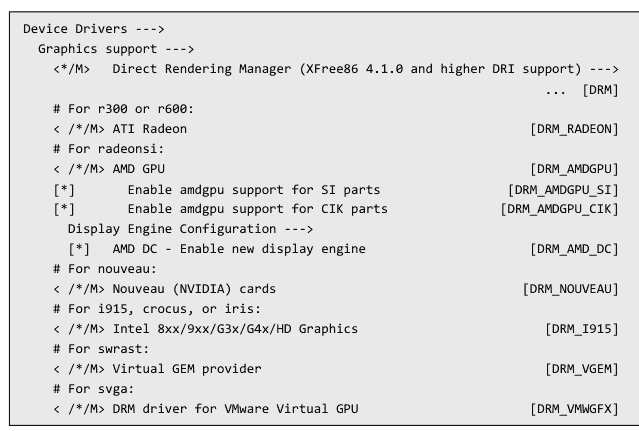 Device Drivers --->
  Graphics support --->
    <*/M>   Direct Rendering Manager (XFree86 4.1.0 and higher DRI support) --->
                                                                   ... [DRM]
    # For r300 or r600:
    < /*/M> ATI Radeon                                          [DRM_RADEON]
    # For radeonsi:
    < /*/M> AMD GPU                                             [DRM_AMDGPU]
    [*]       Enable amdgpu support for SI parts             [DRM_AMDGPU_SI]
    [*]       Enable amdgpu support for CIK parts           [DRM_AMDGPU_CIK]
      Display Engine Configuration --->
      [*]   AMD DC - Enable new display engine                  [DRM_AMD_DC]
    # For nouveau:
    < /*/M> Nouveau (NVIDIA) cards                             [DRM_NOUVEAU]
    # For i915, crocus, or iris:
    < /*/M> Intel 8xx/9xx/G3x/G4x/HD Graphics                     [DRM_I915]
    # For swrast:
    < /*/M> Virtual GEM provider                                  [DRM_VGEM]
    # For svga:
    < /*/M> DRM driver for VMware Virtual GPU                   [DRM_VMWGFX]